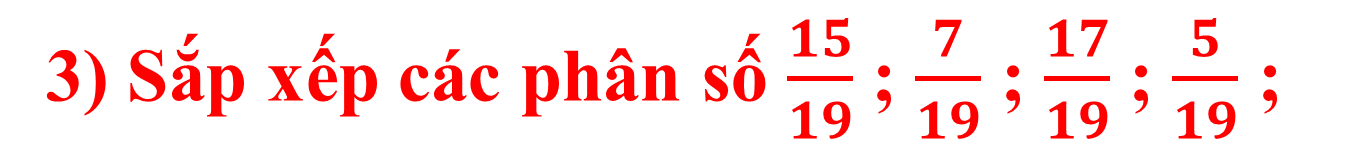 3) Sắp xếp các phân số 15/19 ; 7/19 ; 17/19 ; 5/19 ;